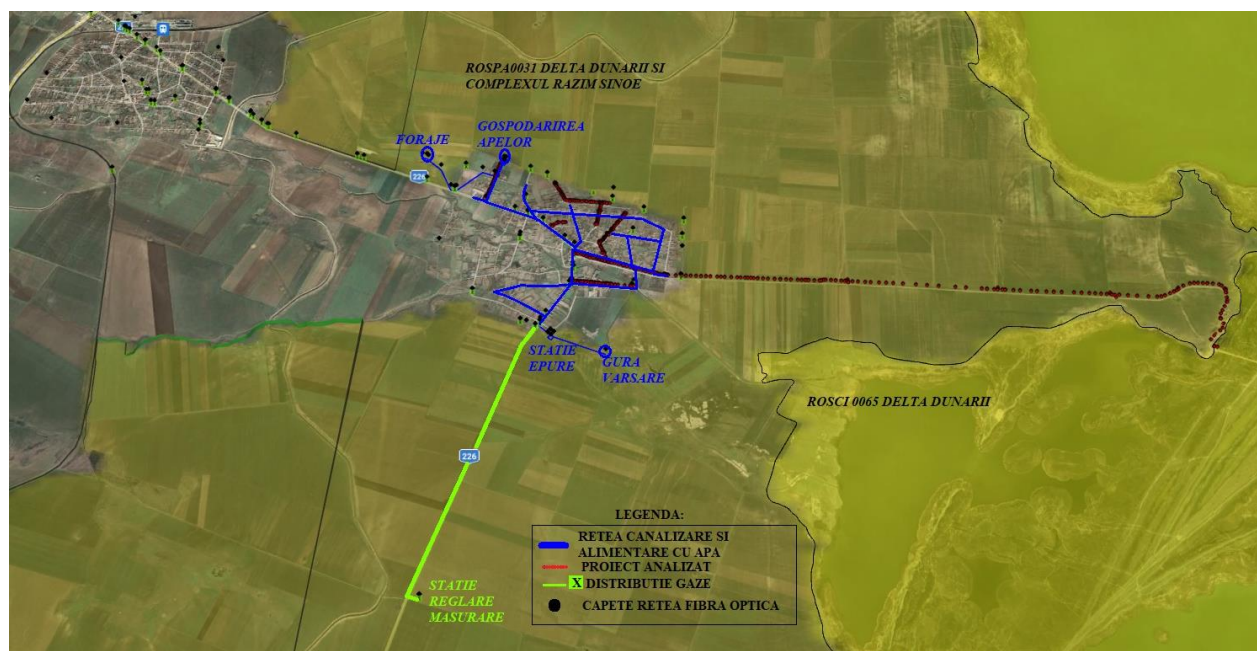 ROSPA0031 DELTA DUNARII SI
COMPLEXUL RAZIM SINOE
FORAJE
GOSPODARIREA
APELOR
226
STATIE
EPURE
GURA
VARSARE
ROSCI 0065 DELTA DUNARII
226
STATIE
REGLARE
MASURARE
LEGENDA:
RETEA CANALIZARE SI
ALIMENTARE CU APA
PROIECT ANALIZAT
X DISTRIBUTIE GAZE
CAPETE RETEA FIBRA OPTICA